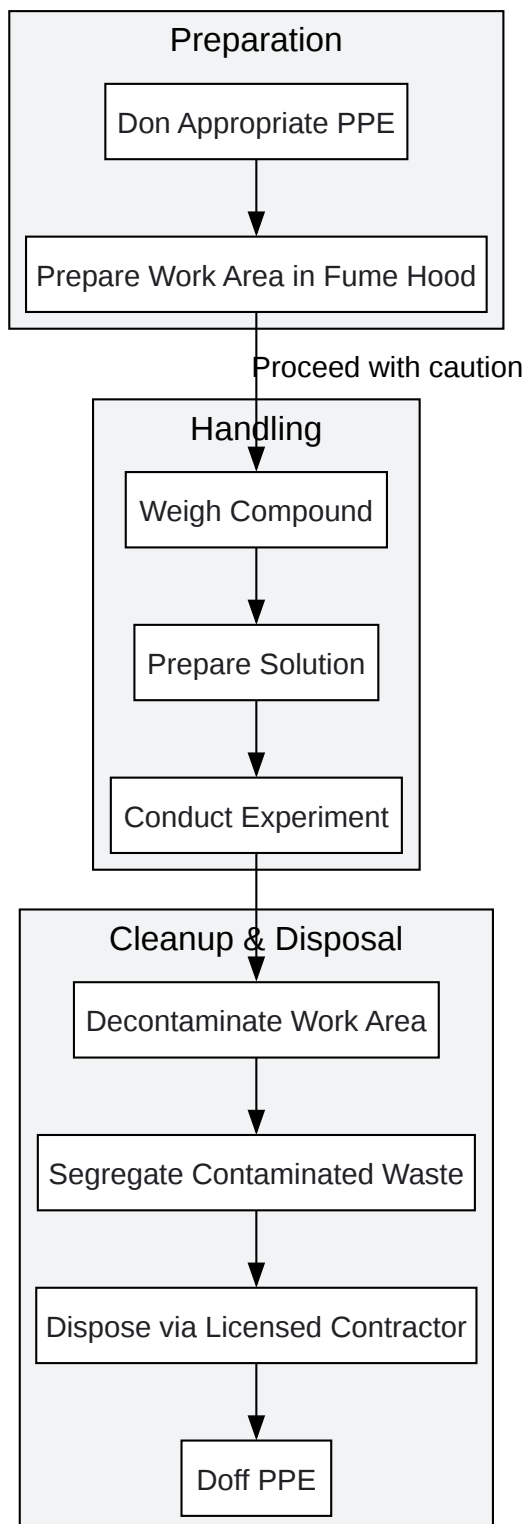 Preparation
Don Appropriate PPE
Prepare Work Area in Fume Hood
Proceed with caution
Handling
Weigh Compound
Prepare Solution
Conduct Experiment
Cleanup & Disposal
Decontaminate Work Area
Segregate Contaminated Waste
Dispose via Licensed Contractor
Doff PPE